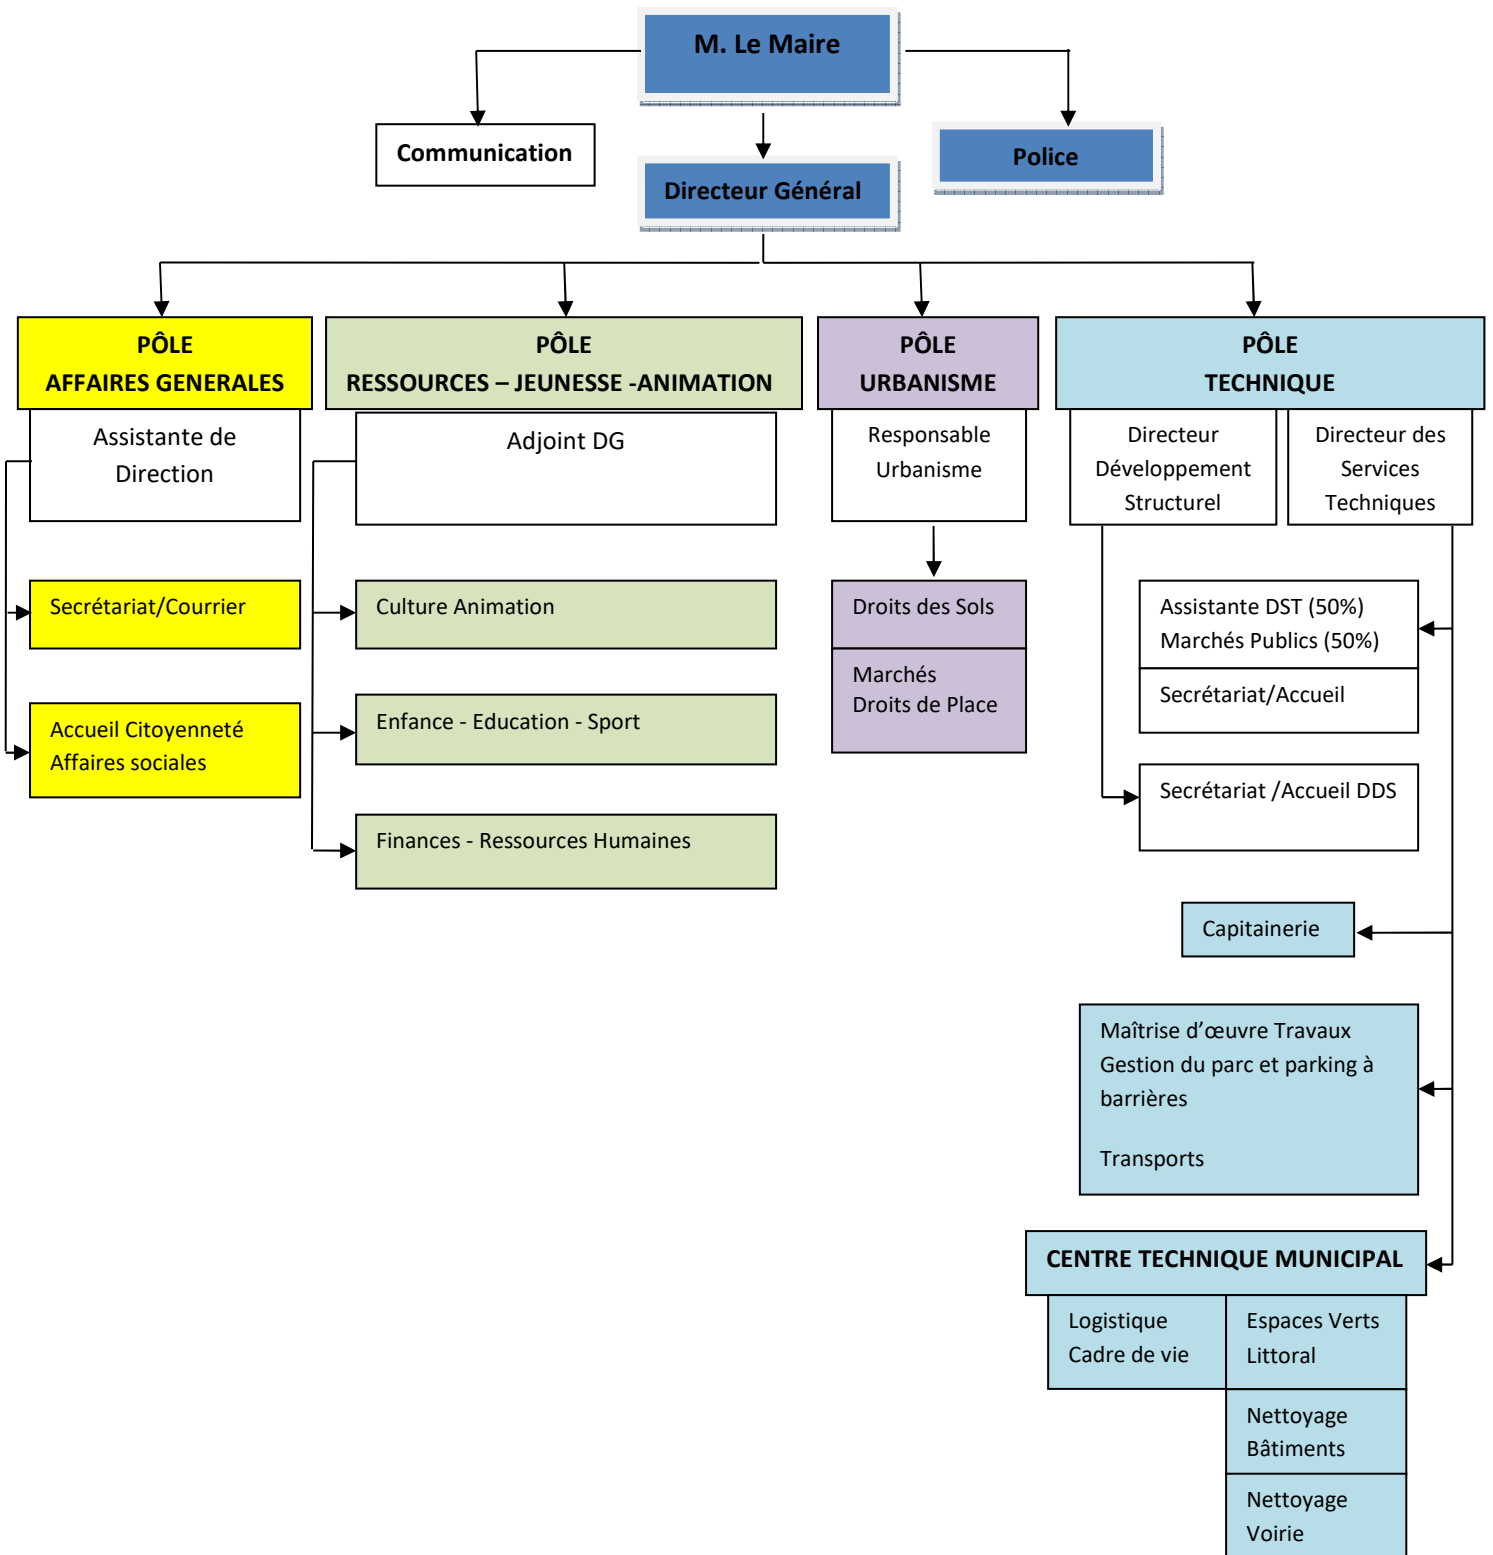 M. Le Maire
Communication
Police
Directeur Général
PÔLE
AFFAIRES GENERALES
Assistante de
Direction
Secrétariat/Courrier
Accueil Citoyenneté
Affaires sociales
PÔLE
RESSOURCES – JEUNESSE -ANIMATION
Adjoint DG
Culture Animation
Enfance - Education - Sport
Finances - Ressources Humaines
PÔLE
URBANISME
Responsable
Urbanisme
Droits des Sols
Marchés
Droits de Place
PÔLE
TECHNIQUE
Directeur
Développement
Structurel
Directeur des
Services
Techniques
Assistante DST (50%)
Marchés Publics (50%)
Secrétariat/Accueil
Secrétariat /Accueil DDS
Capitainerie
Maîtrise d’œuvre Travaux
Gestion du parc et parking à
barrières
Transports
CENTRE TECHNIQUE MUNICIPAL
Logistique
Cadre de vie
Espaces Verts
Littoral
Nettoyage
Bâtiments
Nettoyage
Voirie